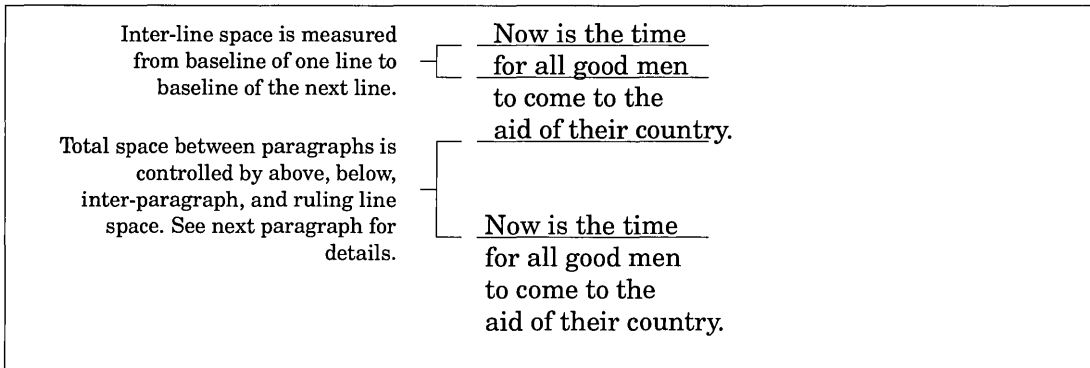 Inter-line space is measured
from baseline of one line to
baseline of the next line.
Now is the time
for all good men
to come to the
aid of their country.
Total space between paragraphs is
controlled by above, below,
inter-paragraph, and ruling line
space. See next paragraph for
details.
Now is the time
for all good men
to come to the
aid of their country.